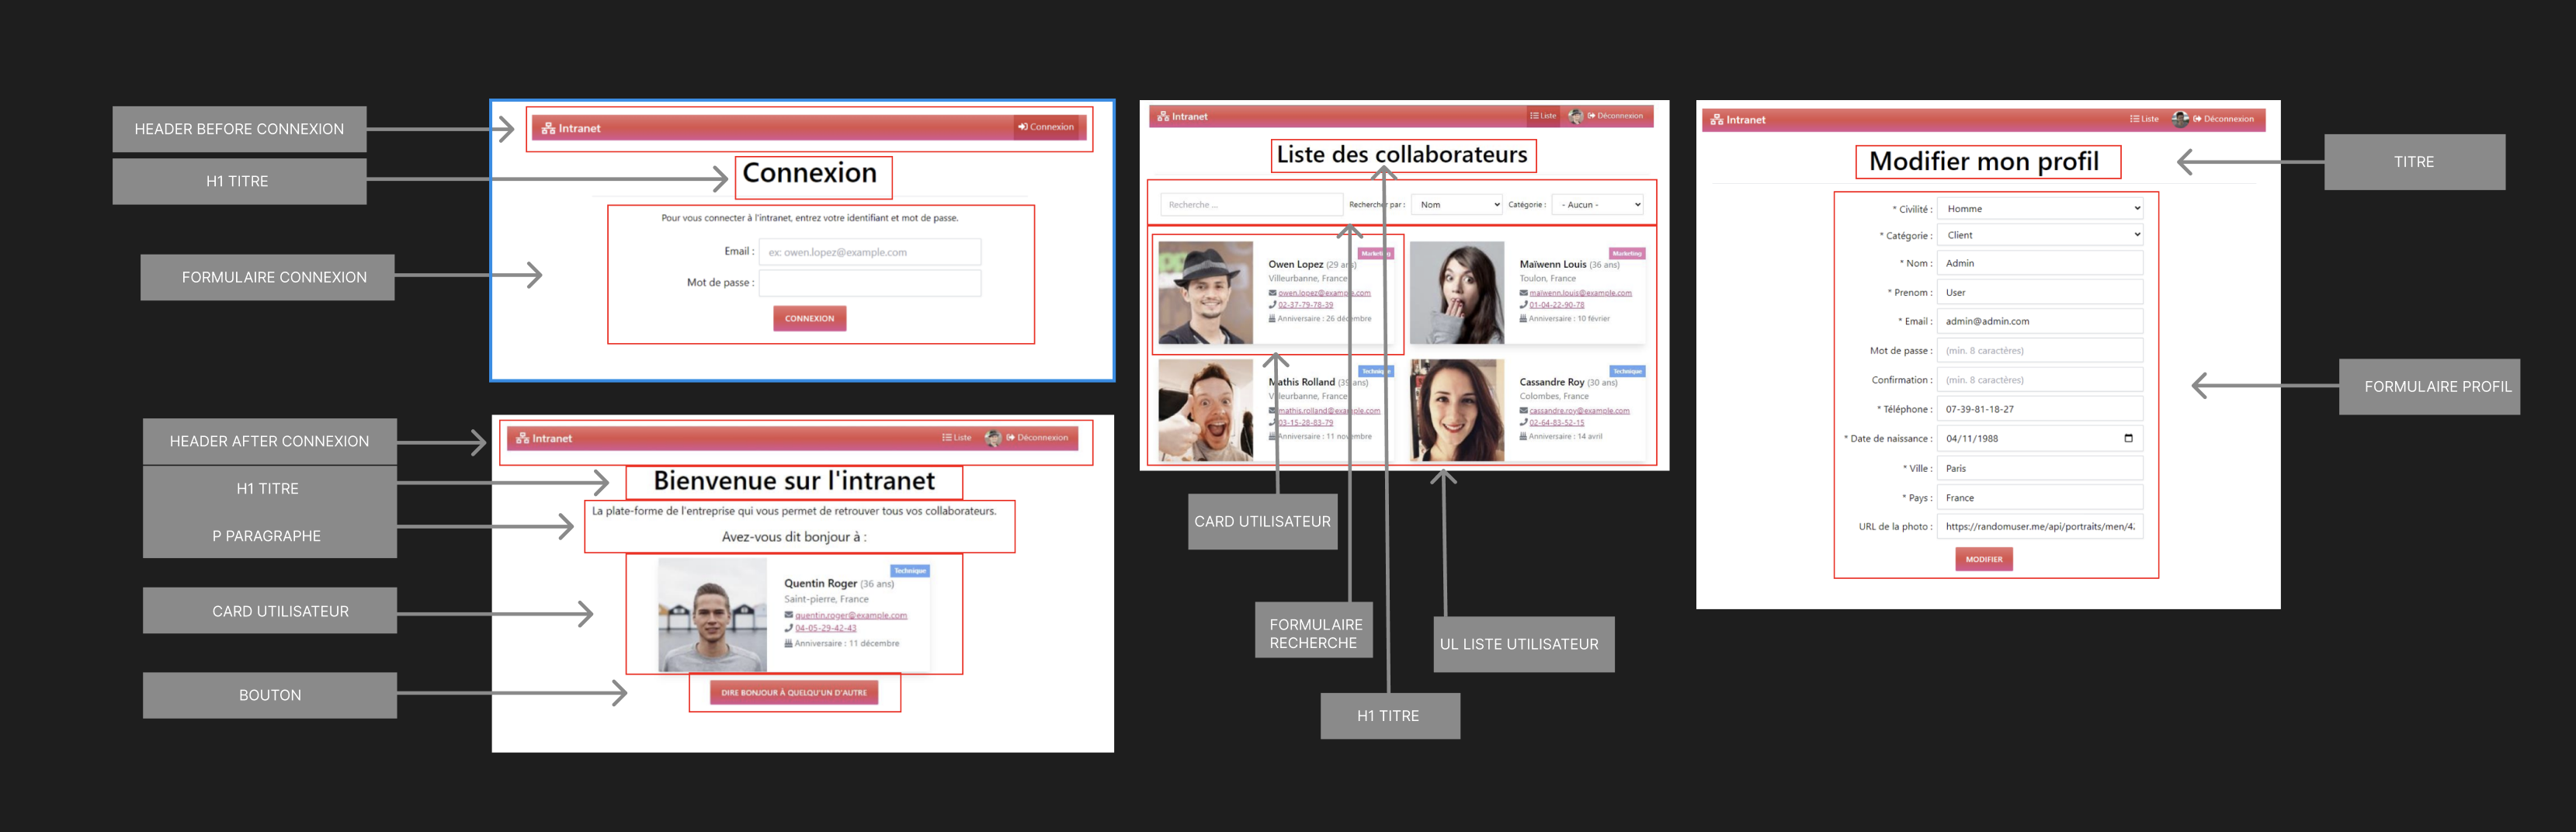 HEADER BEFORE CONNEXION
H1 TITRE
FORMULAIRE CONNEXION
Intranet
Connexion
Connexion
Pour vous connecter à l'intranet, entrez votre identifiant et mot de passe.
Email :
ex: owen.lopez@example.com
Mot de passe :
CONNEXION
HEADER AFTER CONNEXION
H1 TITRE
P PARAGRAPHE
CARD UTILISATEUR
BOUTON
Intranet
Liste
Déconnexion
Bienvenue sur l'intranet
La plate-forme de l'entreprise qui vous permet de retrouver tous vos collaborateurs.
Avez-vous dit bonjour à :
Technique
Quentin Roger (36 ans)
Saint-pierre, France
quentin.roger@example.com
04-05-29-42-43
Anniversaire : 11 décembre
DIRE BONJOUR À QUELQU'UN D'AUTRE
Intranet
Liste
Déconnexion
Liste des collaborateurs
Recherche ...
Rechercher par :
Nom
Catégorie :
- Aucun -
Marketing
Owen Lopez (29 ans)
Villeurbanne, France
owen.lopez@example.com
02-37-79-78-39
Anniversaire : 26 décembre
Marketing
Maïwenn Louis (36 ans)
Toulon, France
maiwenn.louis@example.com
01-04-22-90-78
Anniversaire : 10 février
Technique
Mathis Rolland (39 ans)
Villeurbanne, France
mathis.rolland@example.com
03-15-28-83-79
Anniversaire : 11 novembre
Technique
Cassandre Roy (30 ans)
Colombes, France
cassandre.roy@example.com
02-64-83-52-15
Anniversaire : 14 avril
CARD UTILISATEUR
FORMULAIRE
RECHERCHE
UL LISTE UTILISATEUR
H1 TITRE
Intranet
Liste
Déconnexion
Modifier mon profil
* Civilité :
Homme
* Catégorie :
Client
* Nom :
Admin
* Prenom :
User
* Email :
admin@admin.com
Mot de passe :
(min. 8 caractères)
Confirmation :
(min. 8 caractères)
* Téléphone :
07-39-81-18-27
* Date de naissance :
04/11/1988
* Ville :
Paris
* Pays :
France
URL de la photo :
https://randomuser.me/api/portraits/men/4.
MODIFIER
TITRE
FORMULAIRE PROFIL